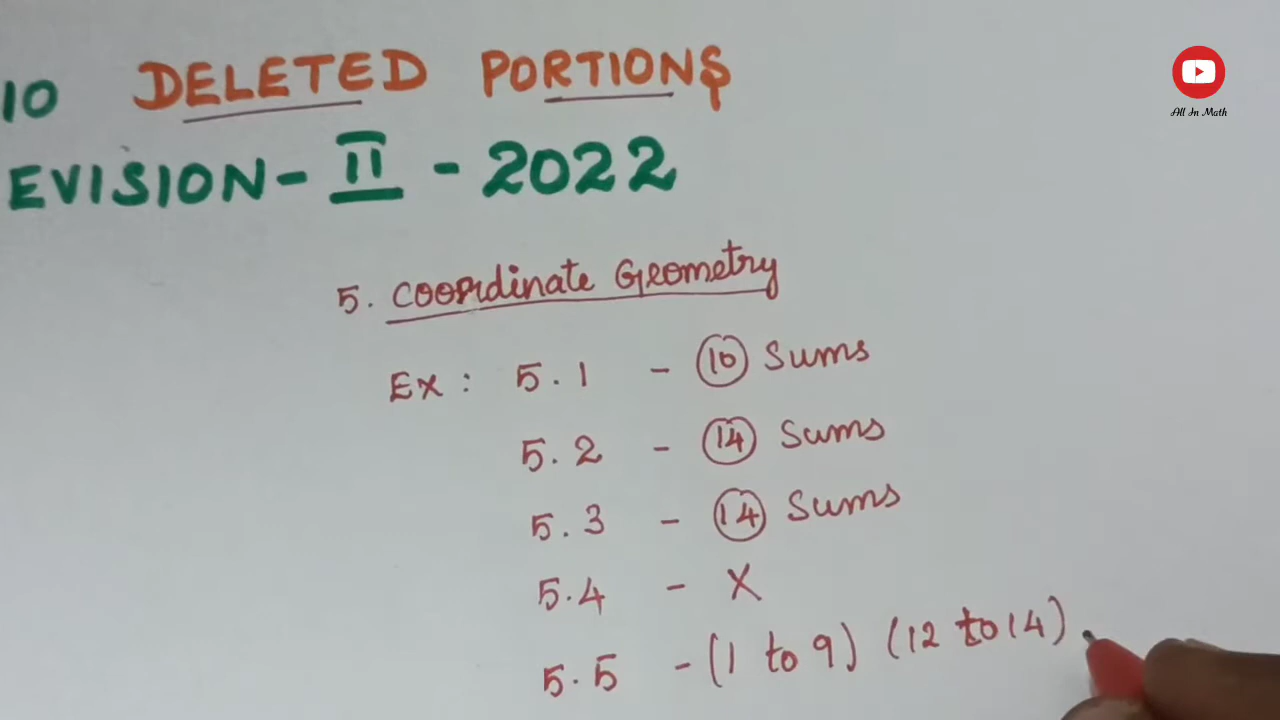 10 DELETED PORTIONS
EVISION - II - 2022
5. Coordinate Geometry
Ex : 5.1 - 10 Sums
5.2 - 14 Sums
5.3 - 14 Sums
5.4 - X
5.5 - (1 to 9) (12 to 14)
All In Math